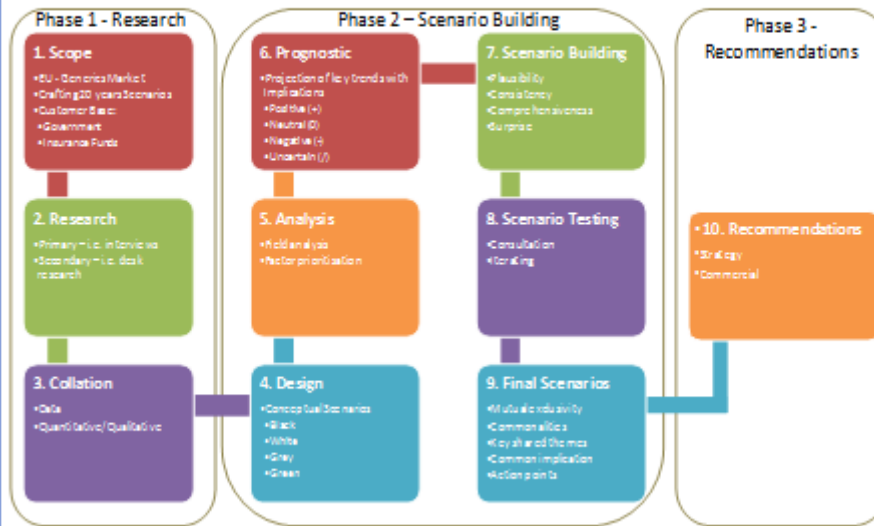 Phase 1 - Research
1. Scope
•EU - Generics Market
•Crafting 20 years Scenarios
•Customer Base:
•Government
•Insurance Funds
2. Research
•Primary – i.e. interviews
•Secondary – i.e. desk
research
3. Collation
•Data
•Quantitative/Qualitative
Phase 2 – Scenario Building
4. Design
•Conceptual Scenarios
•Black
•White
•Grey
•Green
5. Analysis
•Field analysis
•Factor prioritisation
6. Prognostic
•Projection of key trends with
Implications
•Positive (+)
•Neutral (0)
•Negative (-)
•Uncertain (/)
7. Scenario Building
•Plausibility
•Consistency
•Comprehensiveness
•Surprise
8. Scenario Testing
•Consultation
•Iterating
9. Final Scenarios
•Mutual exlusivity
•Commonalities
•Key shared themes
•Common implication
•Action points
Phase 3 -
Recommendations
•10. Recommendations
•Strategy
•Commercial